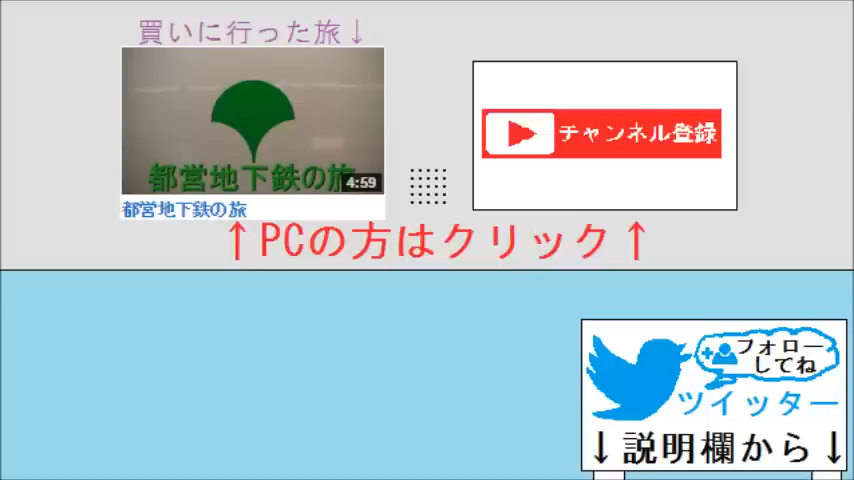 買いに行った旅↓
都営地下鉄の旅
4:59
都営地下鉄の旅
チャンネル登録
↑PCの方はクリック↑
フォロー
してね
ツイッター
↓説明欄から↓